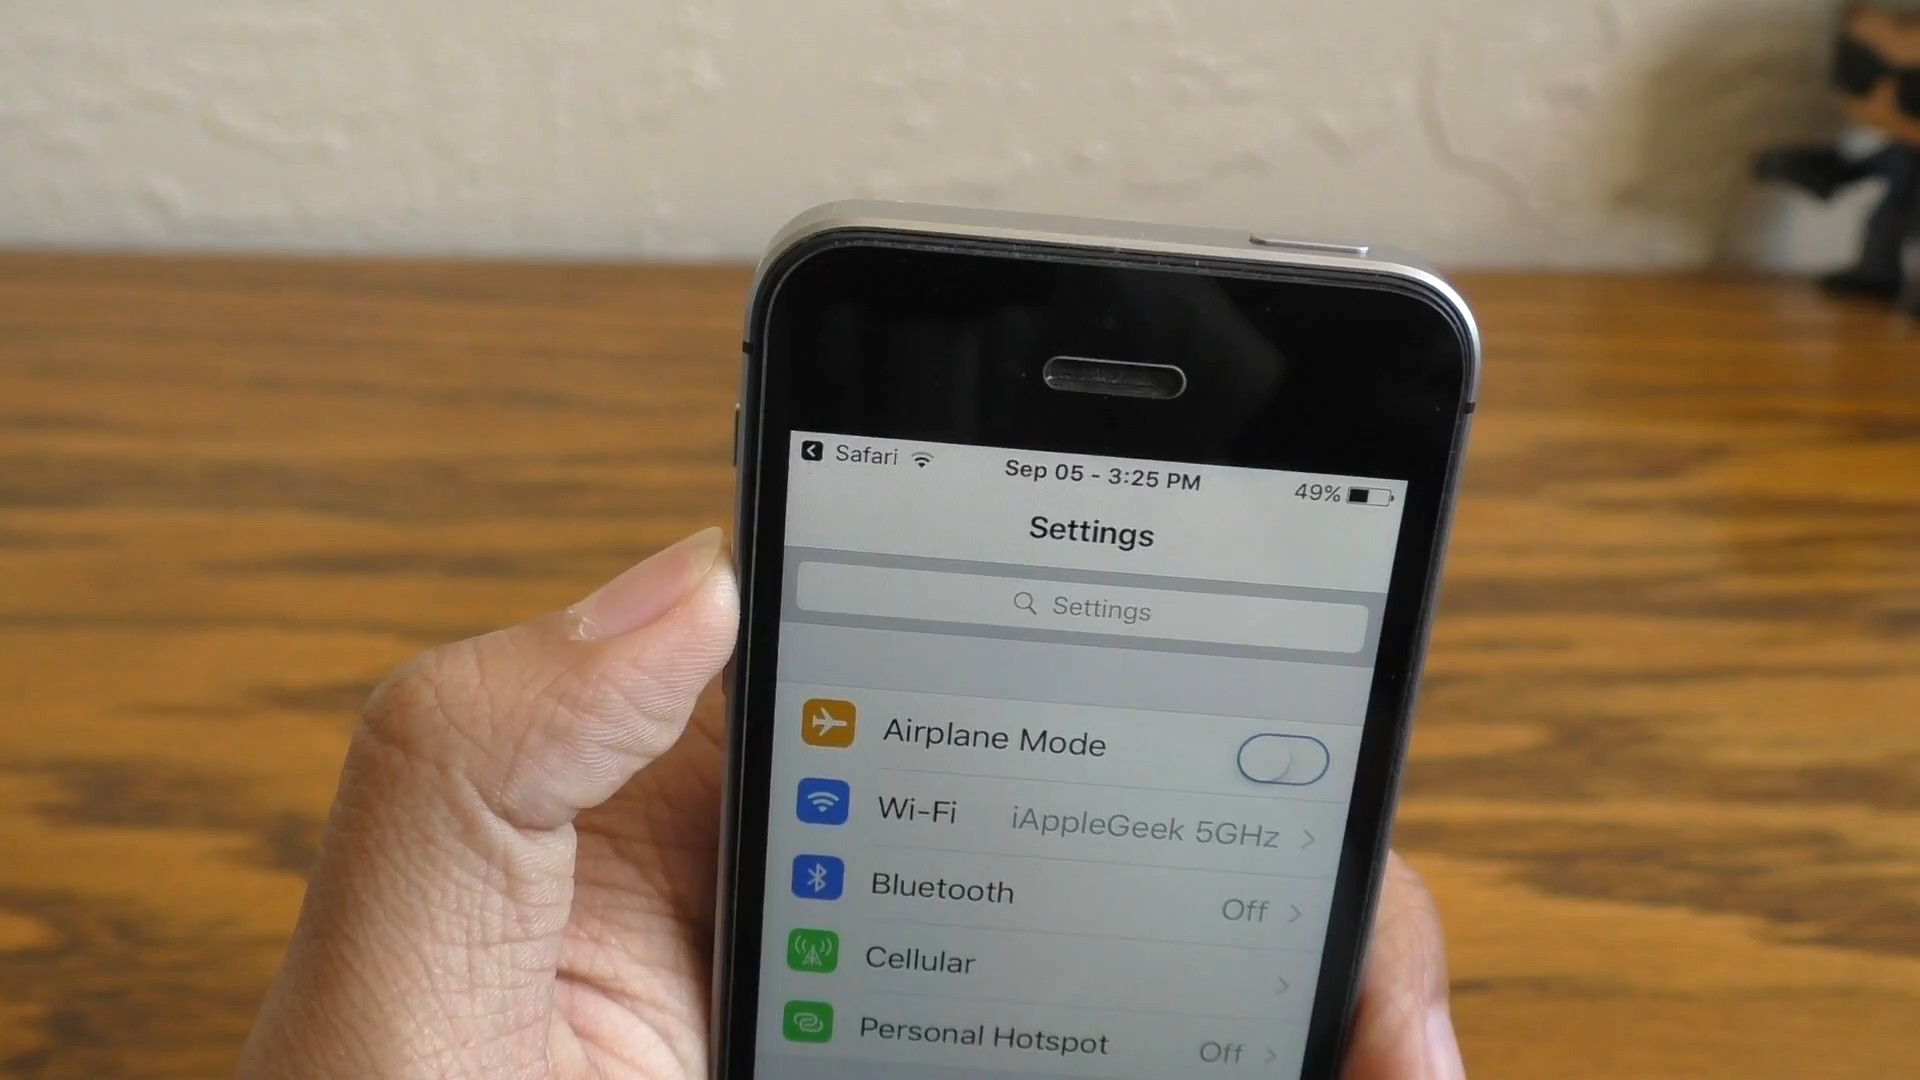 Safari Sep 05 - 3:25 PM 49%
Settings
Settings
Airplane Mode
Wi-Fi iAppleGeek 5GHz
Bluetooth Off
Cellular
Personal Hotspot Off